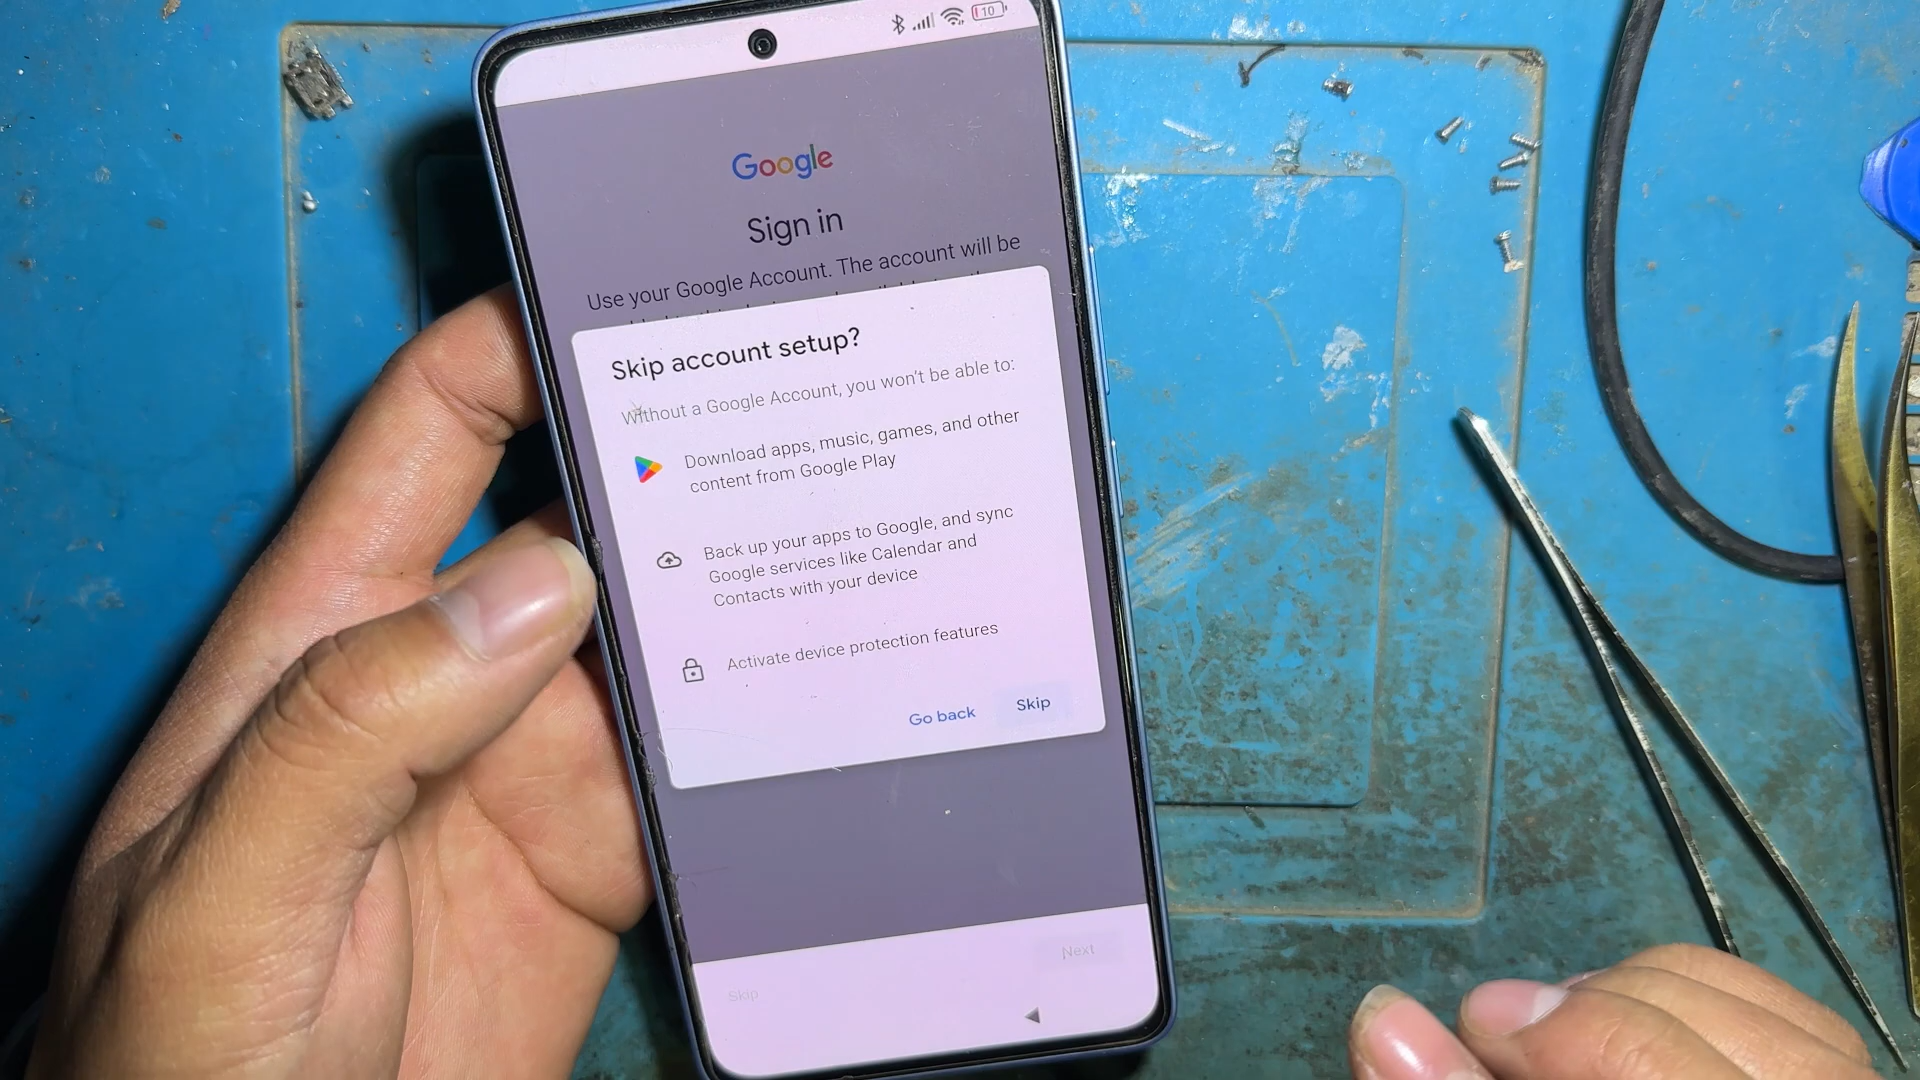 10
Google
Sign in
Use your Google Account. The account will be
Skip account setup?
Without a Google Account, you won't be able to:
Download apps, music, games, and other
content from Google Play
Back up your apps to Google, and sync
Google services like Calendar and
Contacts with your device
Activate device protection features
Go back
Skip
Next
Skip